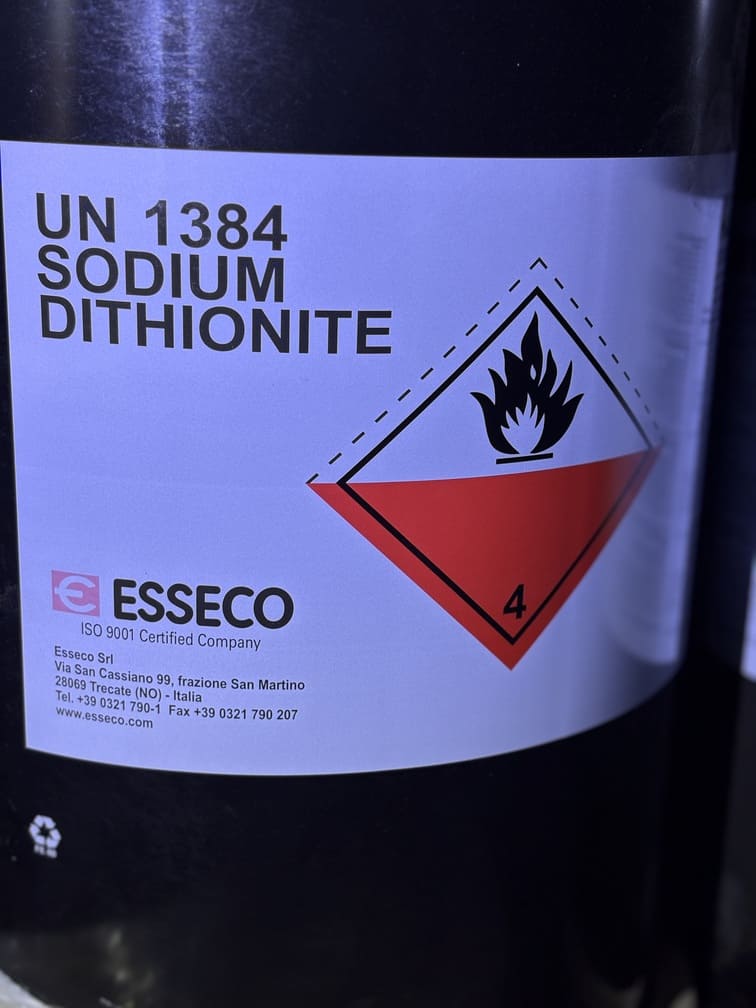 UN 1384
SODIUM
DITHIONITE
4
ESSECO
ISO 9001 Certified Company
Esseco Srl
Via San Cassiano 99, frazione San Martino
28069 Trecate (NO) - Italia
Tel. +39 0321 790-1 Fax +39 0321 790 207
www.esseco.com